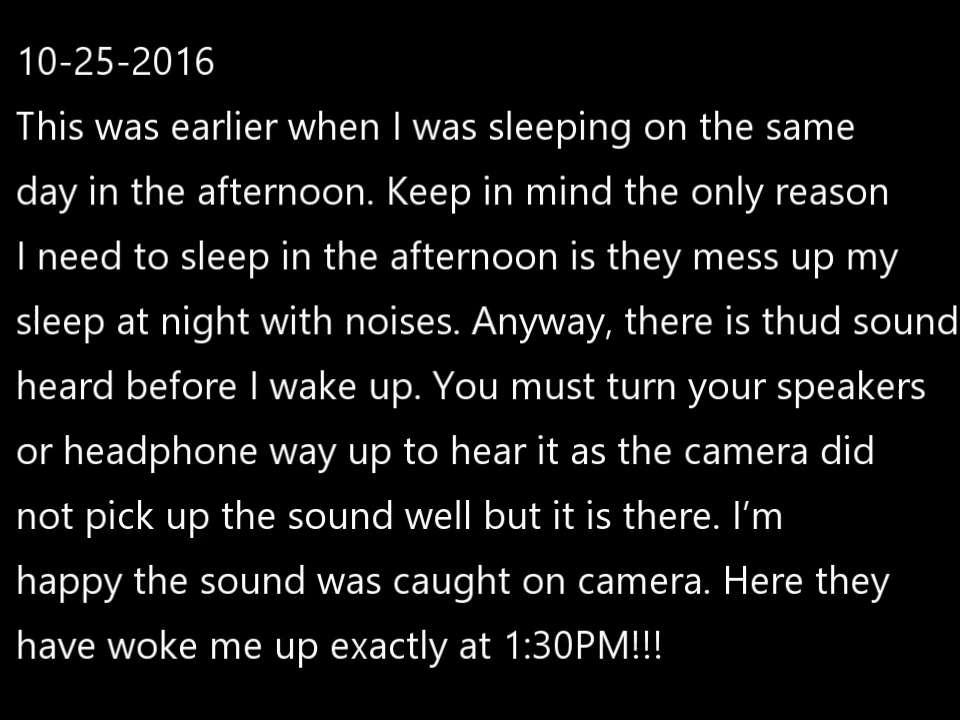 10-25-2016
This was earlier when I was sleeping on the same
day in the afternoon. Keep in mind the only reason
I need to sleep in the afternoon is they mess up my
sleep at night with noises. Anyway, there is thud sound
heard before I wake up. You must turn your speakers
or headphone way up to hear it as the camera did
not pick up the sound well but it is there. I’m
happy the sound was caught on camera. Here they
have woke me up exactly at 1:30PM!!!